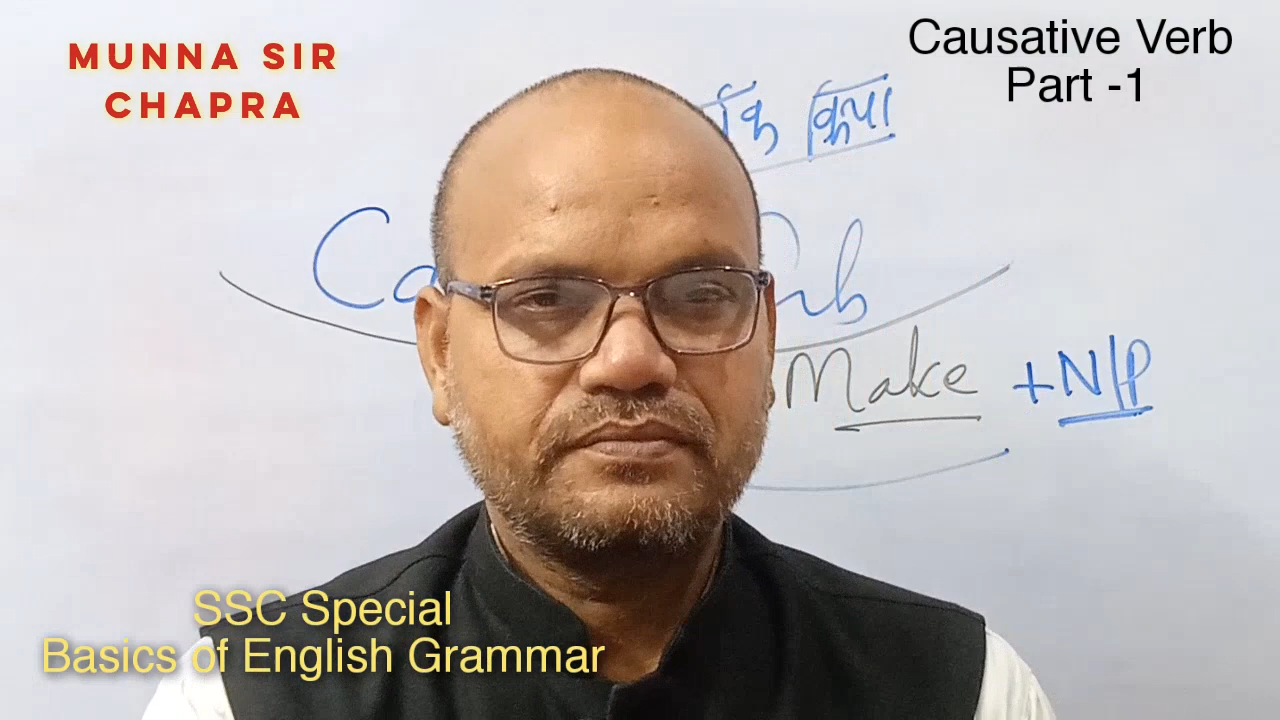 MUNNA SIR
CHAPRA
Causative Verb
Part -1
क्रिया
Make + N/P
SSC Special
Basics of English Grammar